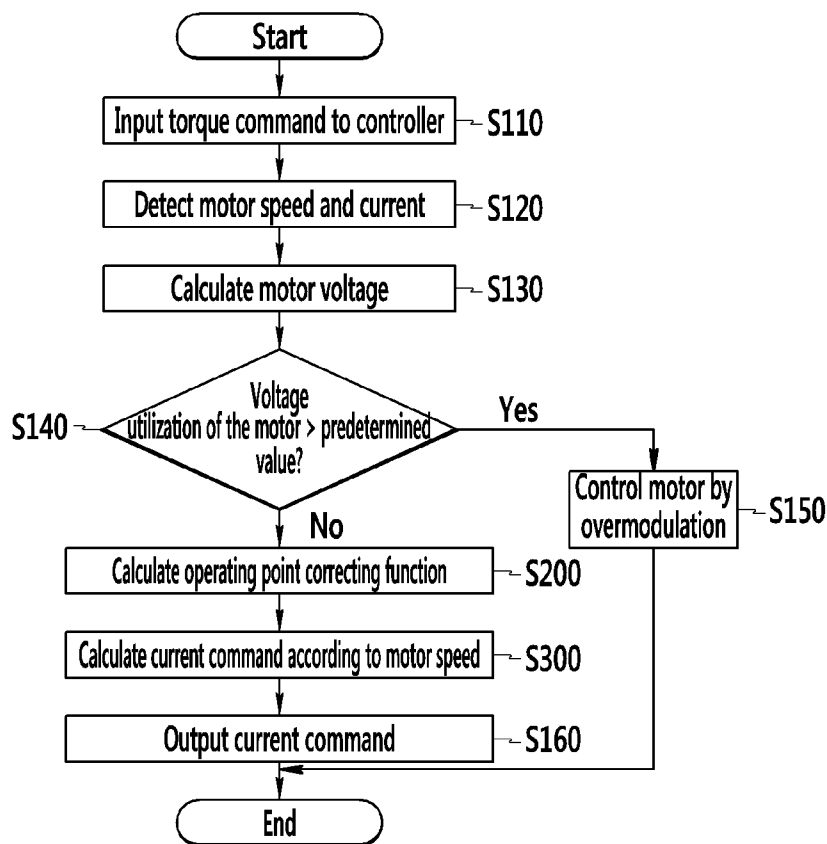 Start
Input torque command to controller
S110
Detect motor speed and current
S120
Calculate motor voltage
S130
Voltage
utilization of the motor > predetermined
value?
S140
Yes
Control motor by
overmodulation
S150
No
Calculate operating point correcting function
S200
Calculate current command according to motor speed
S300
Output current command
S160
End